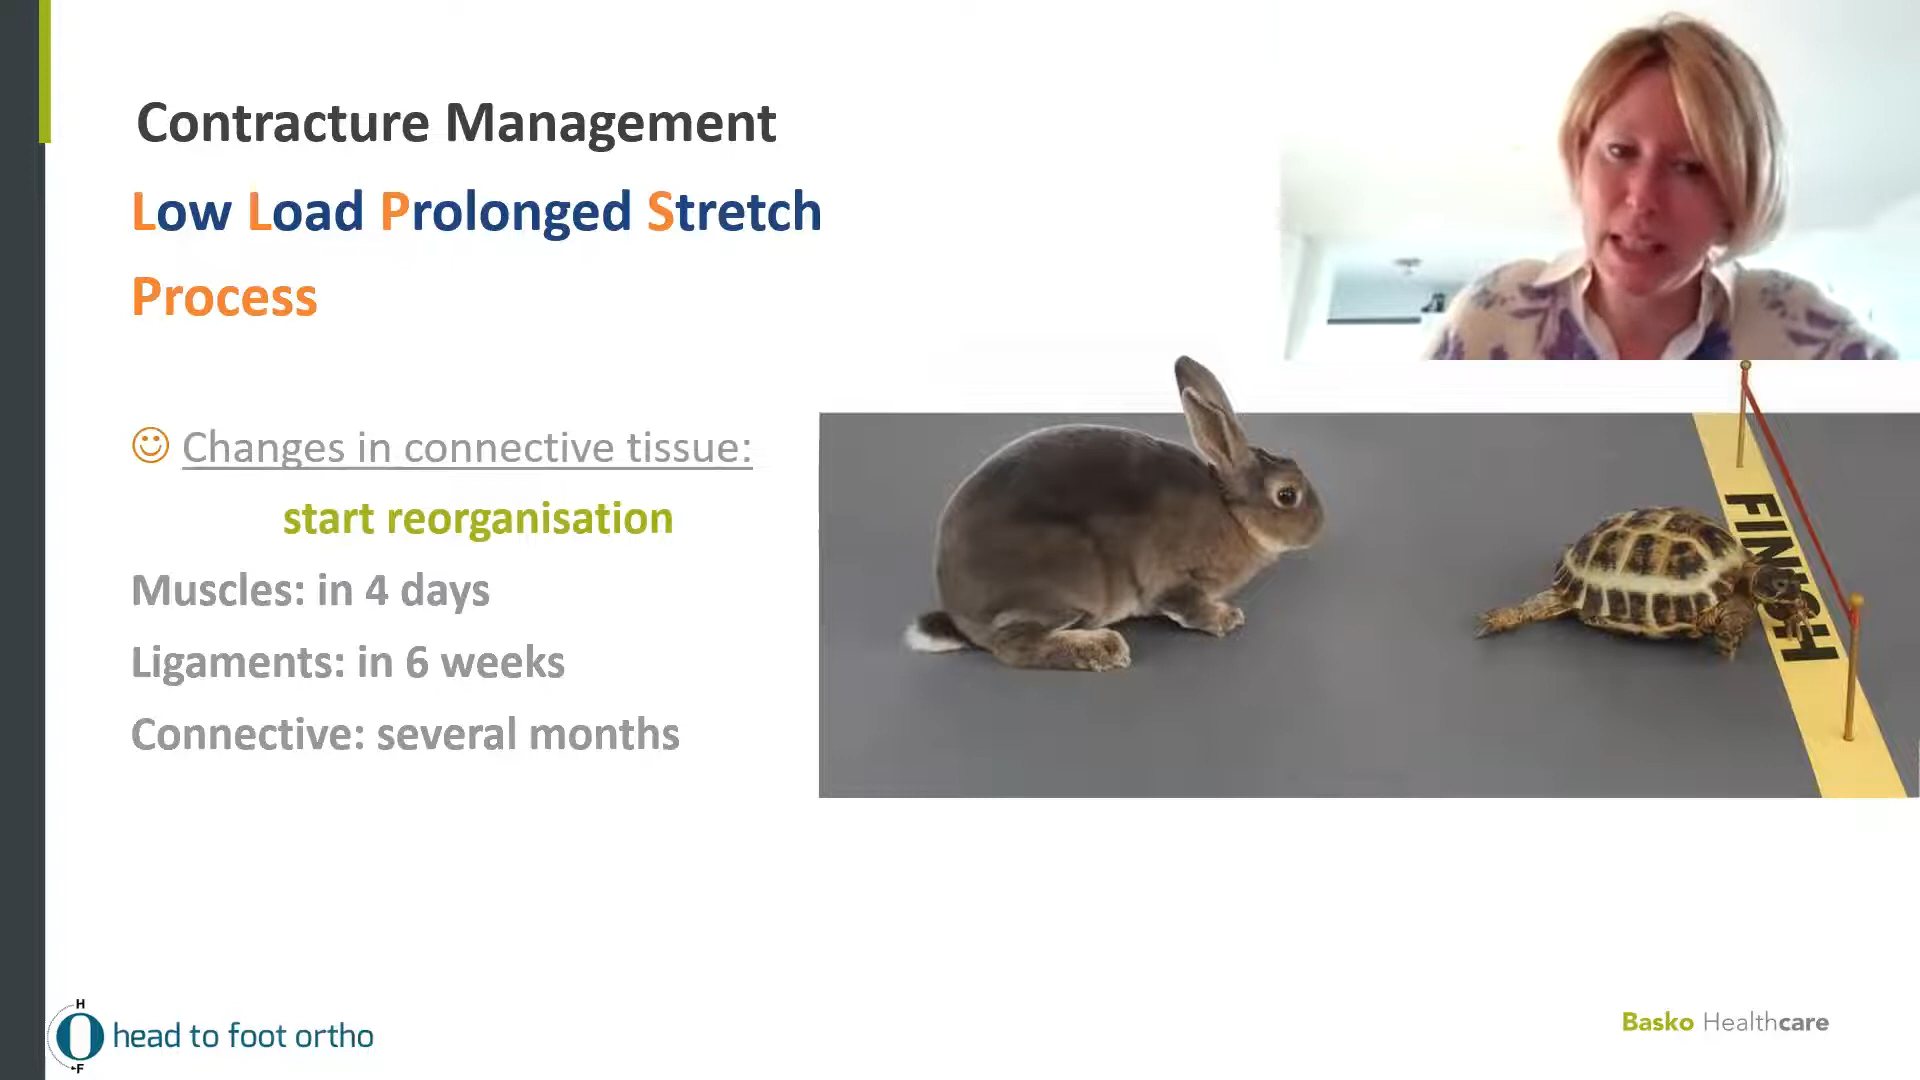 Contracture Management
Low Load Prolonged Stretch
Process
Changes in connective tissue:
start reorganisation
Muscles: in 4 days
Ligaments: in 6 weeks
Connective: several months
FINISH
H
head to foot ortho
F
Basko Healthcare